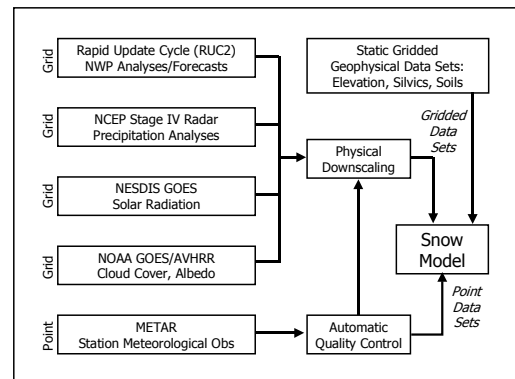 Grid
Rapid Update Cycle (RUC2)
NWP Analyses/Forecasts
Static Gridded
Geophysical Data Sets:
Elevation, Silvics, Soils
Grid
NCEP Stage IV Radar
Precipitation Analyses
Gridded
Data
Sets
Physical
Downscaling
Grid
NESDIS GOES
Solar Radiation
Grid
NOAA GOES/AVHRR
Cloud Cover, Albedo
Snow
Model
Point
METAR
Station Meteorological Obs
Automatic
Quality Control
Point
Data
Sets